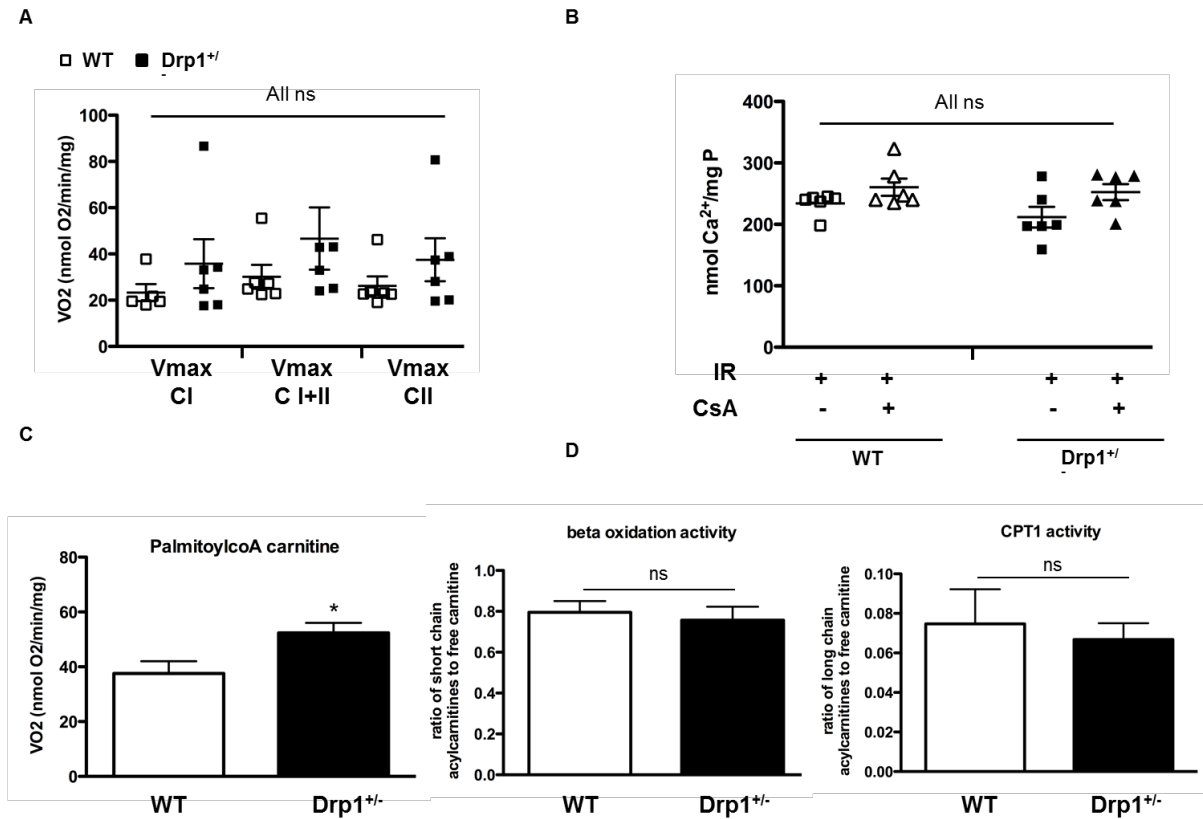 A
WT Drp1+/
-
All ns
VO2 (nmol O2/min/mg)
100
80
60
40
20
0
Vmax Vmax Vmax
CI C I+II CII
B
All ns
nmol Ca2+/mg P
400
300
200
100
0
IR + + + +
CsA - + - +
WT Drp1+/
-
C
PalmitoylcoA carnitine
VO2 (nmol O2/min/mg)
80
60
40
20
0
*
WT Drp1+/-
D
beta oxidation activity
ratio of short chain
acylcarnitines to free carnitine
1.0
0.8
0.6
0.4
0.2
0.0
ns
WT Drp1+/-
CPT1 activity
ratio of long chain
acylcarnitines to free carnitine
0.10
0.08
0.06
0.04
0.02
0.00
ns
WT Drp1+/-